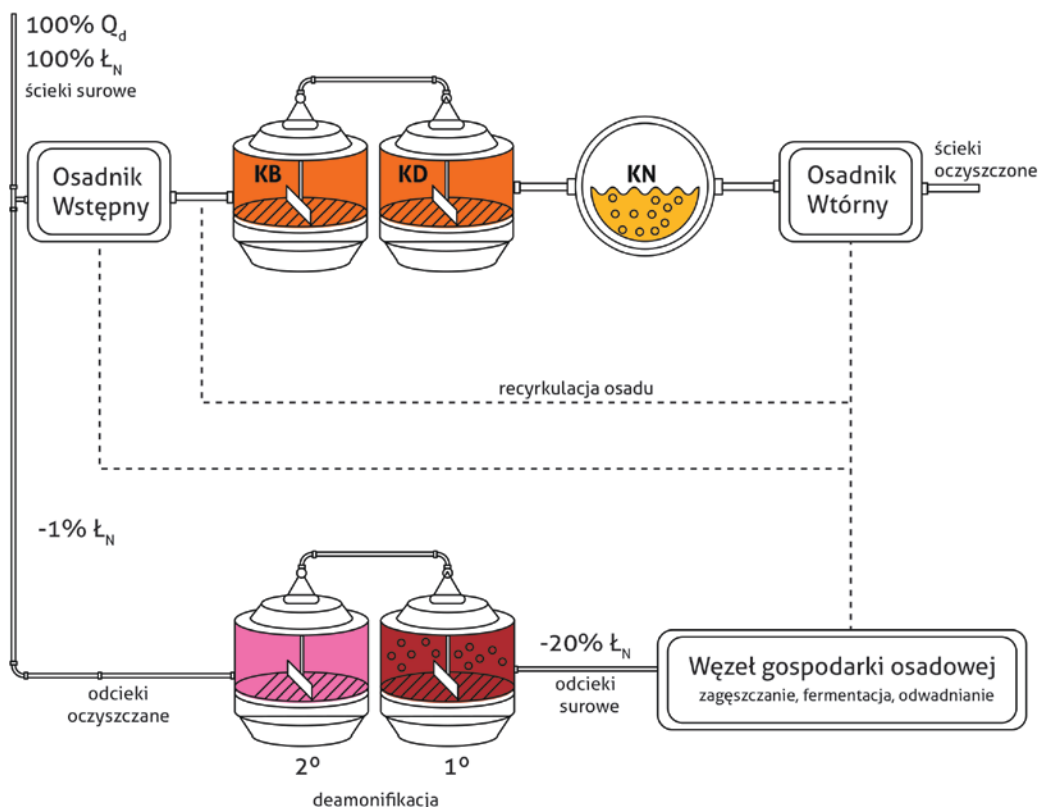 100% Q_d
100% Ł_N
ścieki surowe
Osadnik
Wstępny
KB
KD
KN
Osadnik
Wtórny
ścieki
oczyszczone
recyrkulacja osadu
-1% Ł_N
odcieki
oczyszczane
2°
1°
deamonifikacja
-20% Ł_N
odcieki
surowe
Węzeł gospodarki osadowej
zagęszczanie, fermentacja, odwadnianie